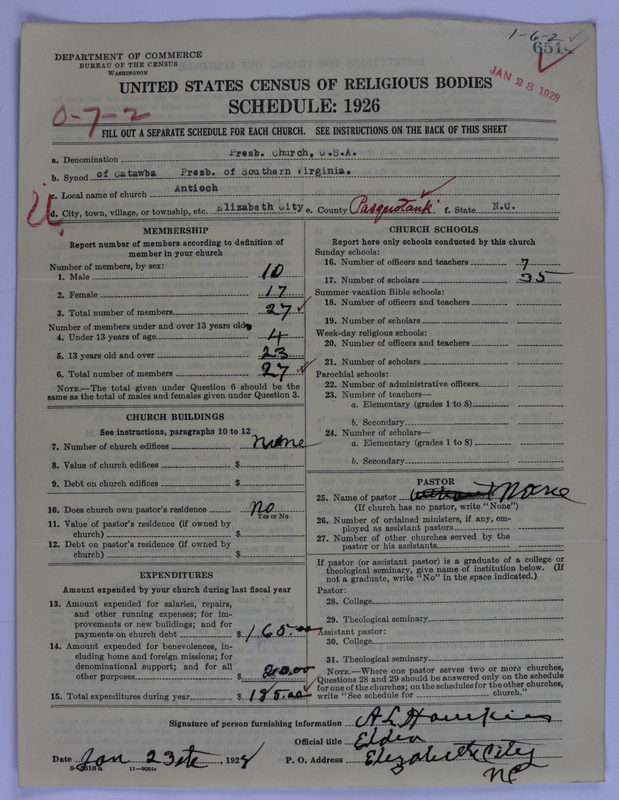 1-6-2
6518
DEPARTMENT OF COMMERCE
BUREAU OF THE CENSUS
WASHINGTON
JAN 28 1928
UNITED STATES CENSUS OF RELIGIOUS BODIES
SCHEDULE: 1926
0-7-2
FILL OUT A SEPARATE SCHEDULE FOR EACH CHURCH. SEE INSTRUCTIONS ON THE BACK OF THIS SHEET
a. Denomination Presb. Church, U.S.A.
b. Synod of Catawba Presb. of Southern Virginia.
c. Local name of church Antioch
d. City, town, village, or township, etc. Elizabeth City e. County Pasquotank f. State N.C.
MEMBERSHIP
Report number of members according to definition of member in your church
Number of members, by sex:
1. Male 10
2. Female 17
3. Total number of members 27
Number of members under and over 13 years old
4. Under 13 years of age 4
5. 13 years old and over 23
6. Total number of members 27
NOTE.—The total given under Question 6 should be the same as the total of males and females given under Question 3.
CHURCH BUILDINGS
See instructions, paragraphs 10 to 12
7. Number of church edifices none
8. Value of church edifices $
9. Debt on church edifices $
10. Does church own pastor's residence No
Yes or No
11. Value of pastor's residence (if owned by church) $
12. Debt on pastor's residence (if owned by church) $
EXPENDITURES
Amount expended by your church during last fiscal year
13. Amount expended for salaries, repairs, and other running expenses; for improvements or new buildings; and for payments on church debt $ 165.00
14. Amount expended for benevolences, including home and foreign missions; for denominational support; and for all other purposes 20.00
15. Total expenditures during year $ 185.00
CHURCH SCHOOLS
Report here only schools conducted by this church
Sunday schools:
16. Number of officers and teachers 7
17. Number of scholars 35
Summer vacation Bible schools:
18. Number of officers and teachers
19. Number of scholars
Week-day religious schools:
20. Number of officers and teachers
21. Number of scholars
Parochial schools:
22. Number of administrative officers
23. Number of teachers—
a. Elementary (grades 1 to 8)
b. Secondary
24. Number of scholars—
a. Elementary (grades 1 to 8)
b. Secondary
PASTOR
25. Name of pastor None
(If church has no pastor, write "None")
26. Number of ordained ministers, if any, employed as assistant pastors
27. Number of other churches served by the pastor or his assistants
If pastor (or assistant pastor) is a graduate of a college or theological seminary, give name of institution below. (If not a graduate, write "No" in the space indicated.)
Pastor:
28. College
29. Theological seminary
Assistant pastor:
30. College
31. Theological seminary
NOTE.—Where one pastor serves two or more churches, Questions 28 and 29 should be answered only on the schedule for one of the churches; on the schedules for the other churches, write "See schedule for church."
Signature of person furnishing information A L Hawkins
Official title Elder
Date Jan 23 1928 P. O. Address Elizabeth City
NC
11—9084